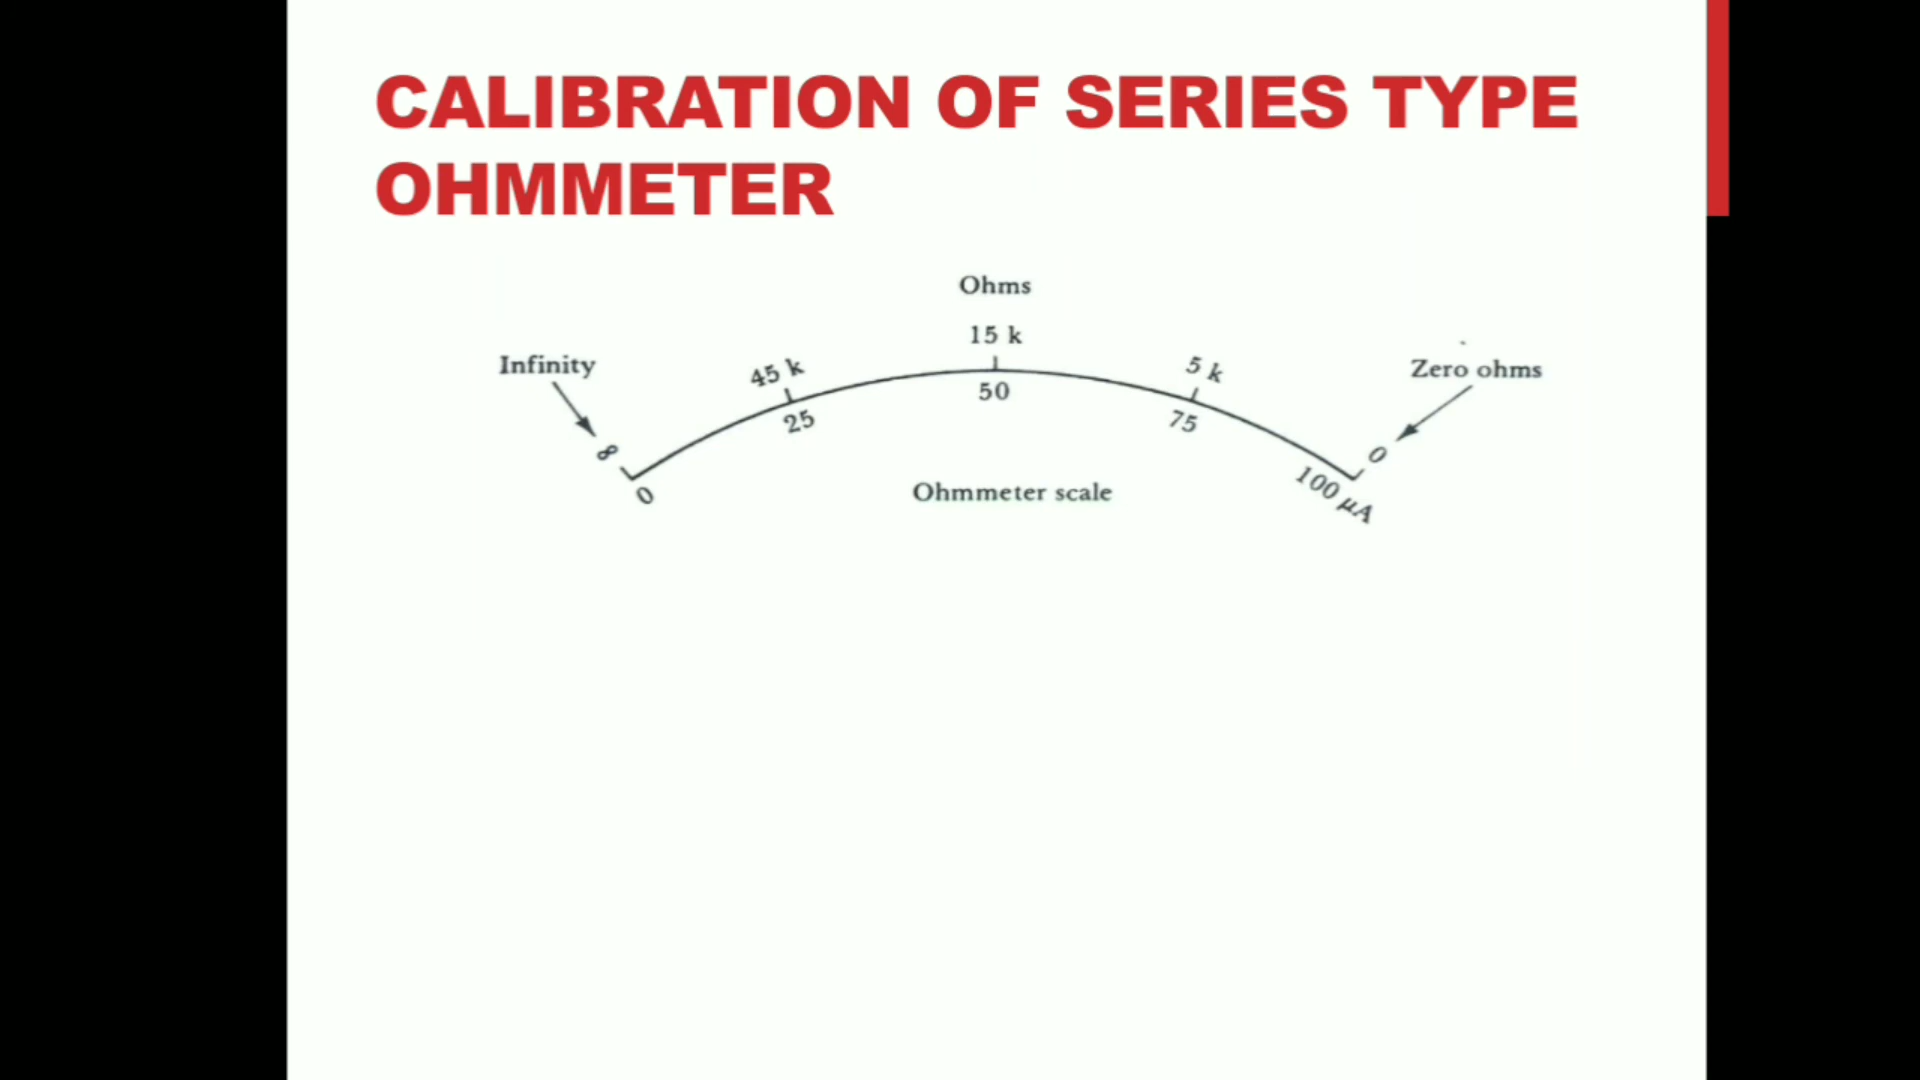 CALIBRATION OF SERIES TYPE
OHMMETER
Ohms
15 k
Infinity
45 k
5 k
Zero ohms
50
25
75
∞
0
0
100 μA
Ohmmeter scale